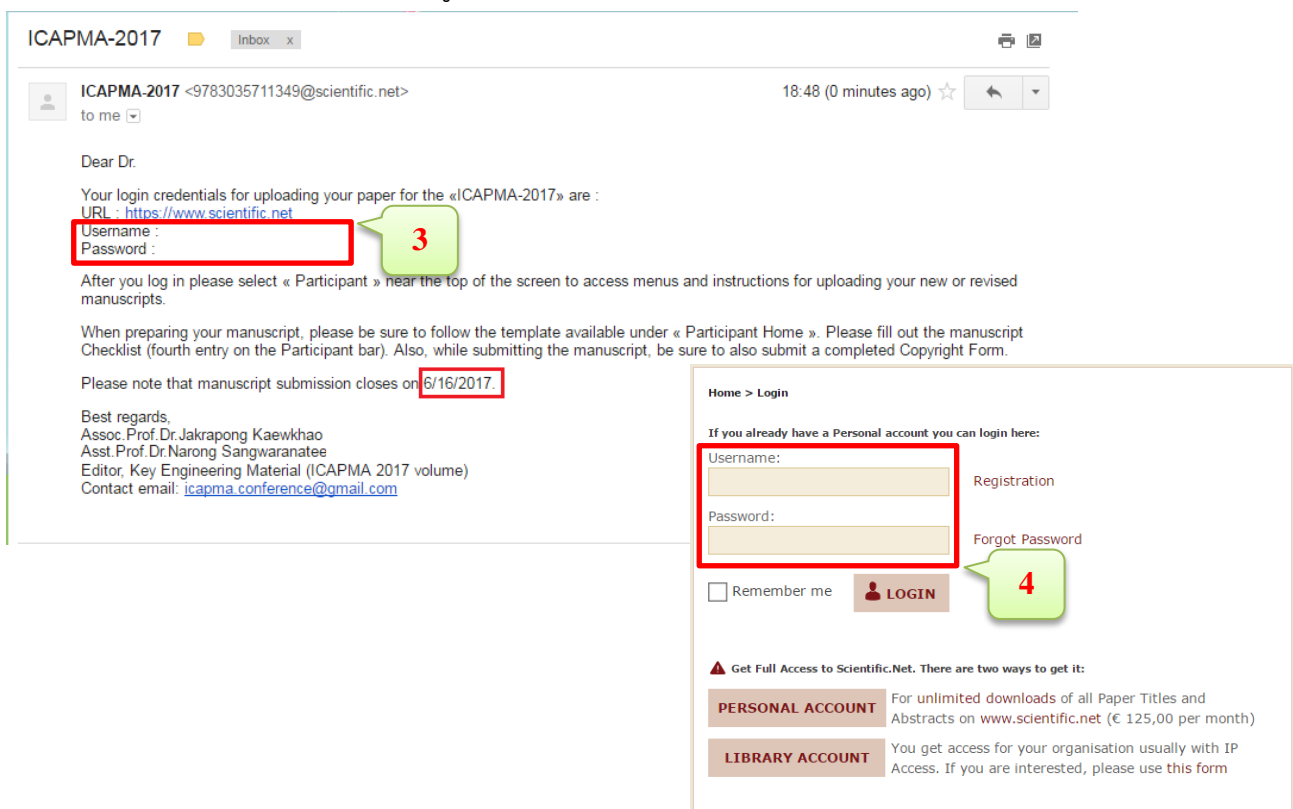 ICAPMA-2017 Inbox x
ICAPMA-2017 <9783035711349@scientific.net> 18:48 (0 minutes ago)
to me
Dear Dr.
Your login credentials for uploading your paper for the «ICAPMA-2017» are :
URL : https://www.scientific.net
Username :
Password :
3
After you log in please select « Participant » near the top of the screen to access menus and instructions for uploading your new or revised
manuscripts.
When preparing your manuscript, please be sure to follow the template available under « Participant Home ». Please fill out the manuscript
Checklist (fourth entry on the Participant bar). Also, while submitting the manuscript, be sure to also submit a completed Copyright Form.
Please note that manuscript submission closes on 6/16/2017.
Best regards,
Assoc.Prof.Dr.Jakrapong Kaewkhao
Asst.Prof.Dr.Narong Sangwaranatee
Editor, Key Engineering Material (ICAPMA 2017 volume)
Contact email: icapma.conference@gmail.com
Home > Login
If you already have a Personal account you can login here:
Username:
Registration
Password:
Forgot Password
4
Remember me LOGIN
Get Full Access to Scientific.Net. There are two ways to get it:
PERSONAL ACCOUNT For unlimited downloads of all Paper Titles and
Abstracts on www.scientific.net (€ 125,00 per month)
LIBRARY ACCOUNT You get access for your organisation usually with IP
Access. If you are interested, please use this form